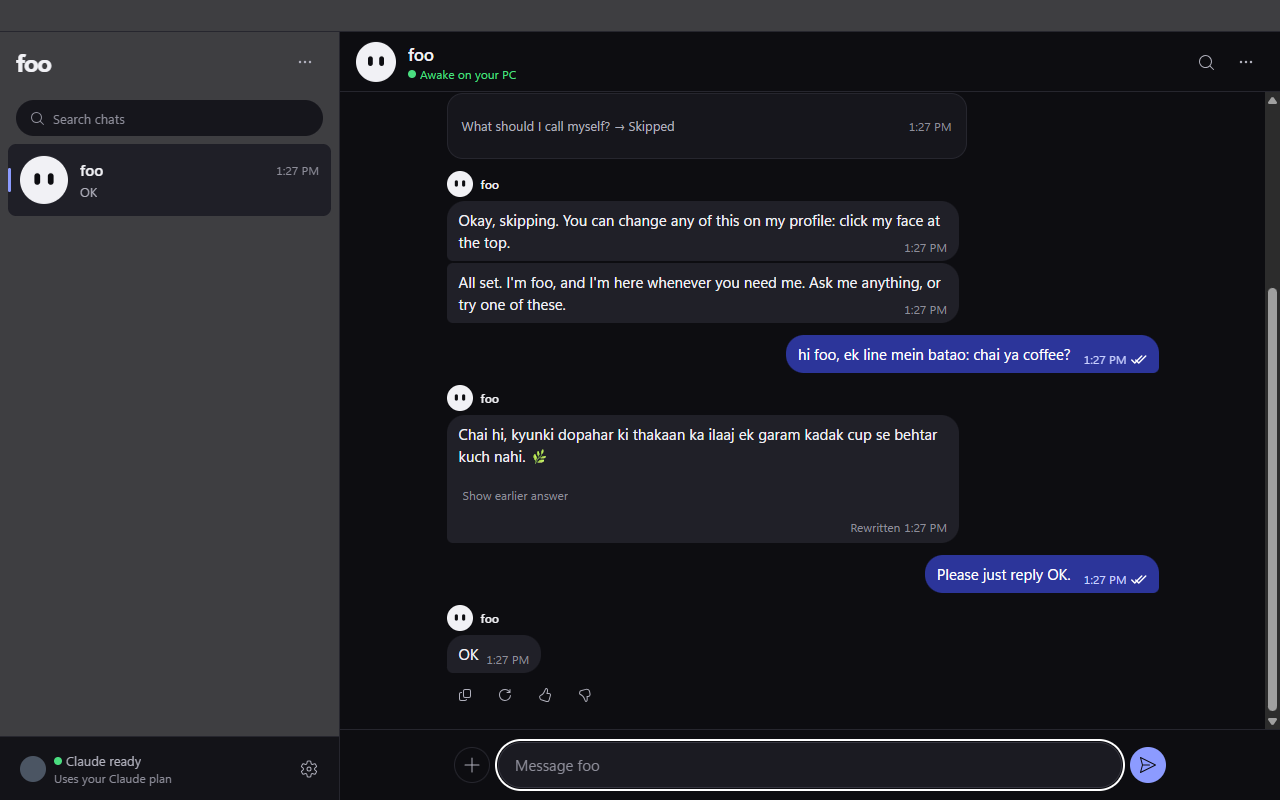 foo
Search chats
foo
1:27 PM
OK
Claude ready
Uses your Claude plan
foo
Awake on your PC
What should I call myself? → Skipped
1:27 PM
foo
Okay, skipping. You can change any of this on my profile: click my face at
the top.
1:27 PM
All set. I'm foo, and I'm here whenever you need me. Ask me anything, or
try one of these.
1:27 PM
hi foo, ek line mein batao: chai ya coffee?
1:27 PM
foo
Chai hi, kyunki dopahar ki thakaan ka ilaaj ek garam kadak cup se behtar
kuch nahi. 🌿
Show earlier answer
Rewritten 1:27 PM
Please just reply OK.
1:27 PM
foo
OK
1:27 PM
Message foo